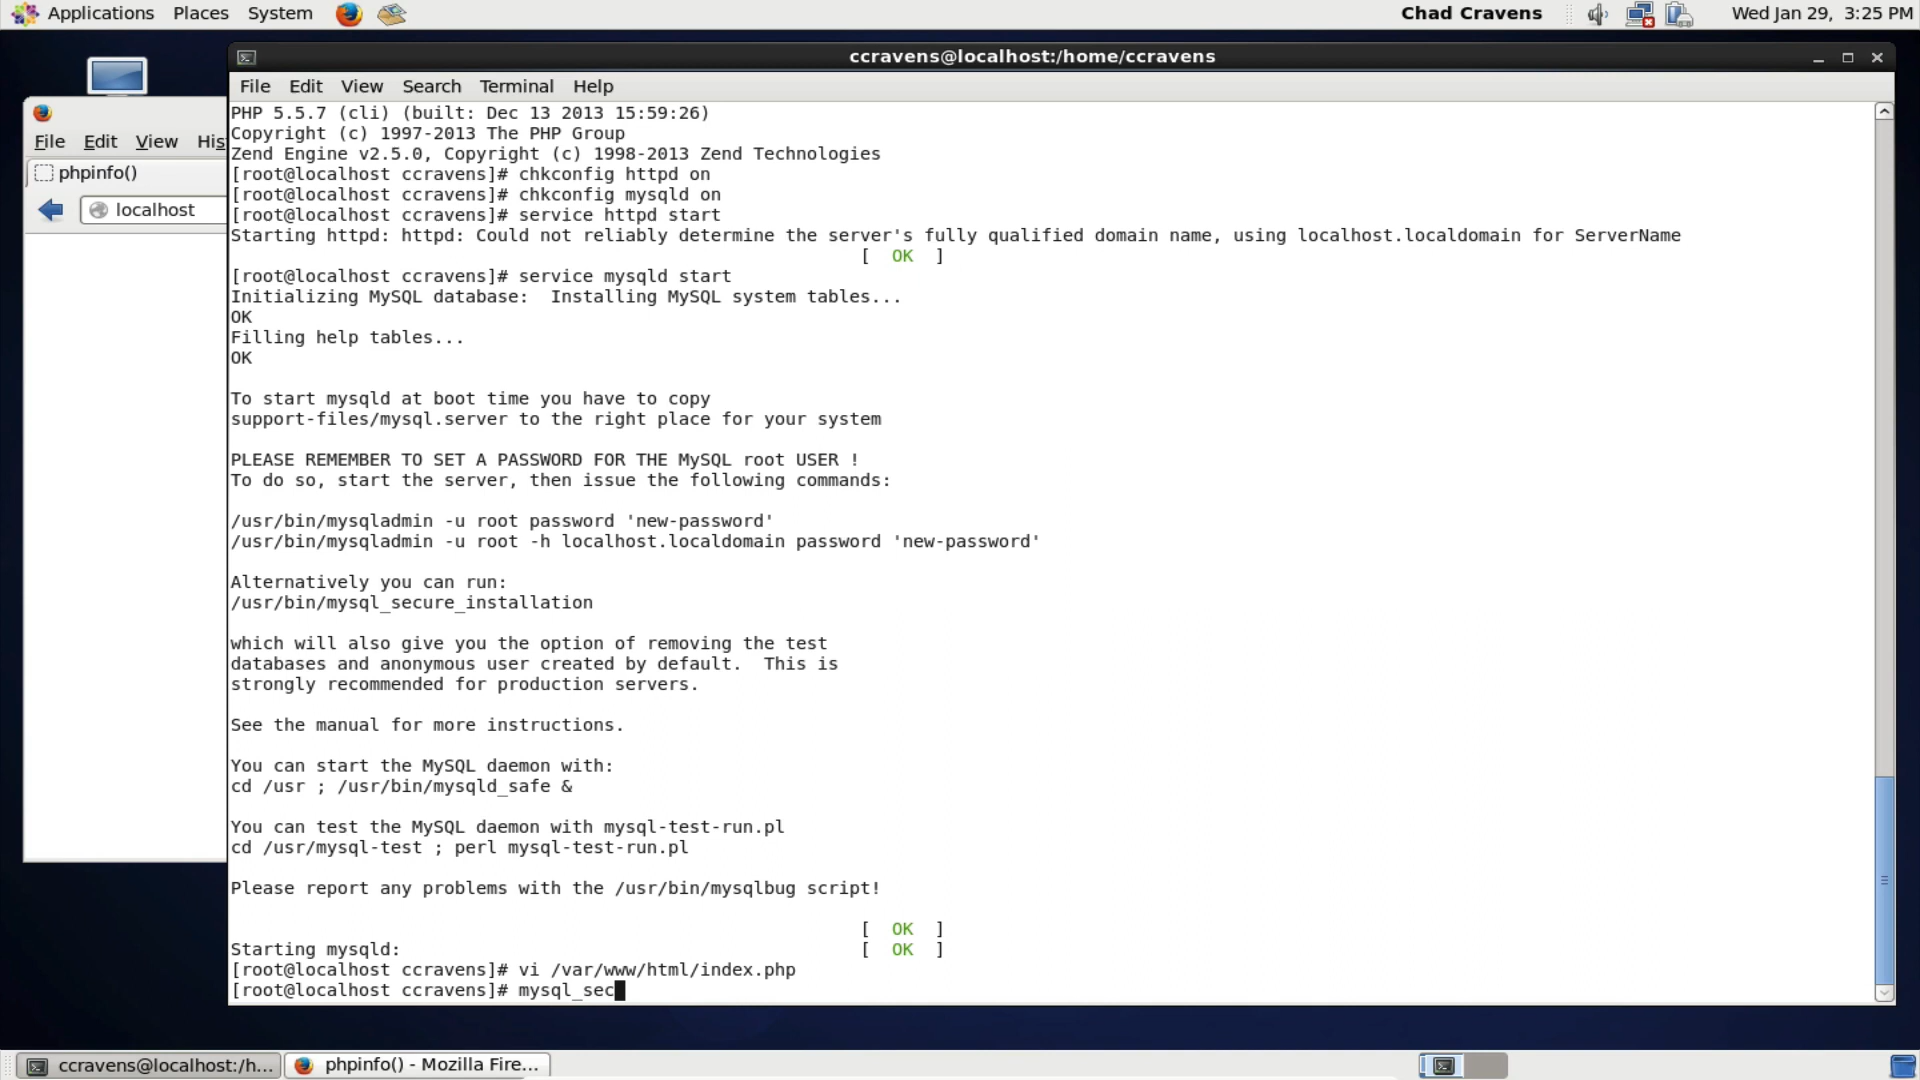 Applications Places System Chad Cravens Wed Jan 29, 3:25 PM
ccravens@localhost:/home/ccravens
File Edit View Search Terminal Help
File Edit View His
phpinfo()
localhost
PHP 5.5.7 (cli) (built: Dec 13 2013 15:59:26)
Copyright (c) 1997-2013 The PHP Group
Zend Engine v2.5.0, Copyright (c) 1998-2013 Zend Technologies
[root@localhost ccravens]# chkconfig httpd on
[root@localhost ccravens]# chkconfig mysqld on
[root@localhost ccravens]# service httpd start
Starting httpd: httpd: Could not reliably determine the server's fully qualified domain name, using localhost.localdomain for ServerName
[ OK ]
[root@localhost ccravens]# service mysqld start
Initializing MySQL database:  Installing MySQL system tables...
OK
Filling help tables...
OK
To start mysqld at boot time you have to copy
support-files/mysql.server to the right place for your system
PLEASE REMEMBER TO SET A PASSWORD FOR THE MySQL root USER !
To do so, start the server, then issue the following commands:
/usr/bin/mysqladmin -u root password 'new-password'
/usr/bin/mysqladmin -u root -h localhost.localdomain password 'new-password'
Alternatively you can run:
/usr/bin/mysql_secure_installation
which will also give you the option of removing the test
databases and anonymous user created by default.  This is
strongly recommended for production servers.
See the manual for more instructions.
You can start the MySQL daemon with:
cd /usr ; /usr/bin/mysqld_safe &
You can test the MySQL daemon with mysql-test-run.pl
cd /usr/mysql-test ; perl mysql-test-run.pl
Please report any problems with the /usr/bin/mysqlbug script!
[ OK ]
Starting mysqld: [ OK ]
[root@localhost ccravens]# vi /var/www/html/index.php
[root@localhost ccravens]# mysql_sec
ccravens@localhost:/h... phpinfo() - Mozilla Fire...